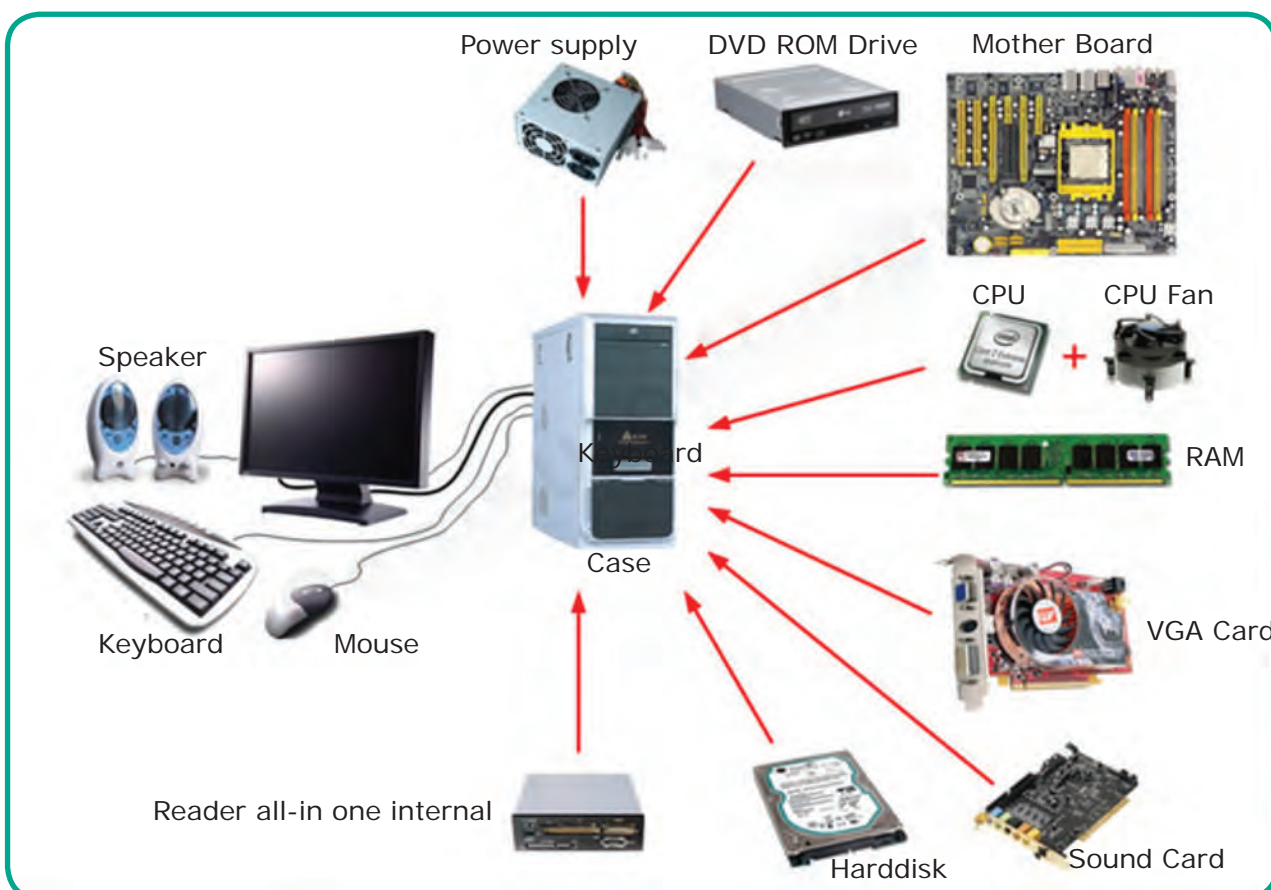 Power supply
DVD ROM Drive
Mother Board
CPU
CPU Fan
+
Speaker
RAM
Keyboard
Case
Keyboard
Mouse
VGA Card
Reader all-in one internal
Harddisk
Sound Card